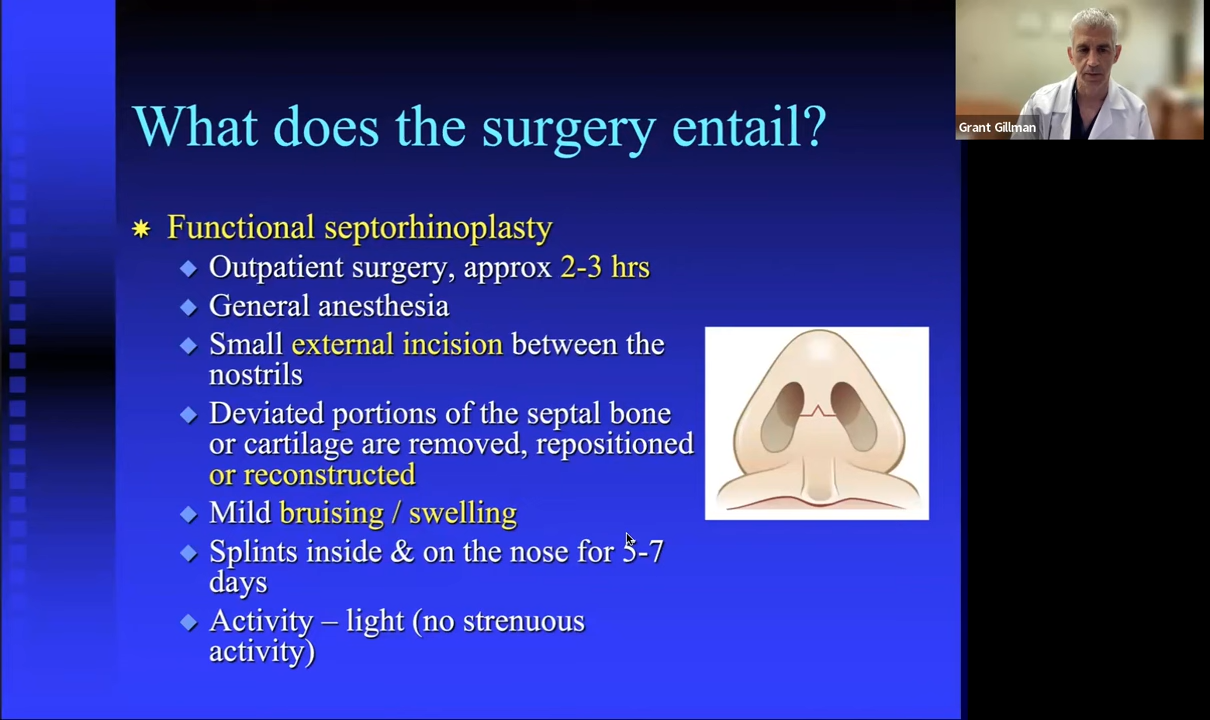 What does the surgery entail?
Functional septorhinoplasty
Outpatient surgery, approx 2-3 hrs
General anesthesia
Small external incision between the
nostrils
Deviated portions of the septal bone
or cartilage are removed, repositioned
or reconstructed
Mild bruising / swelling
Splints inside & on the nose for 5-7
days
Activity – light (no strenuous
activity)
Grant Gillman